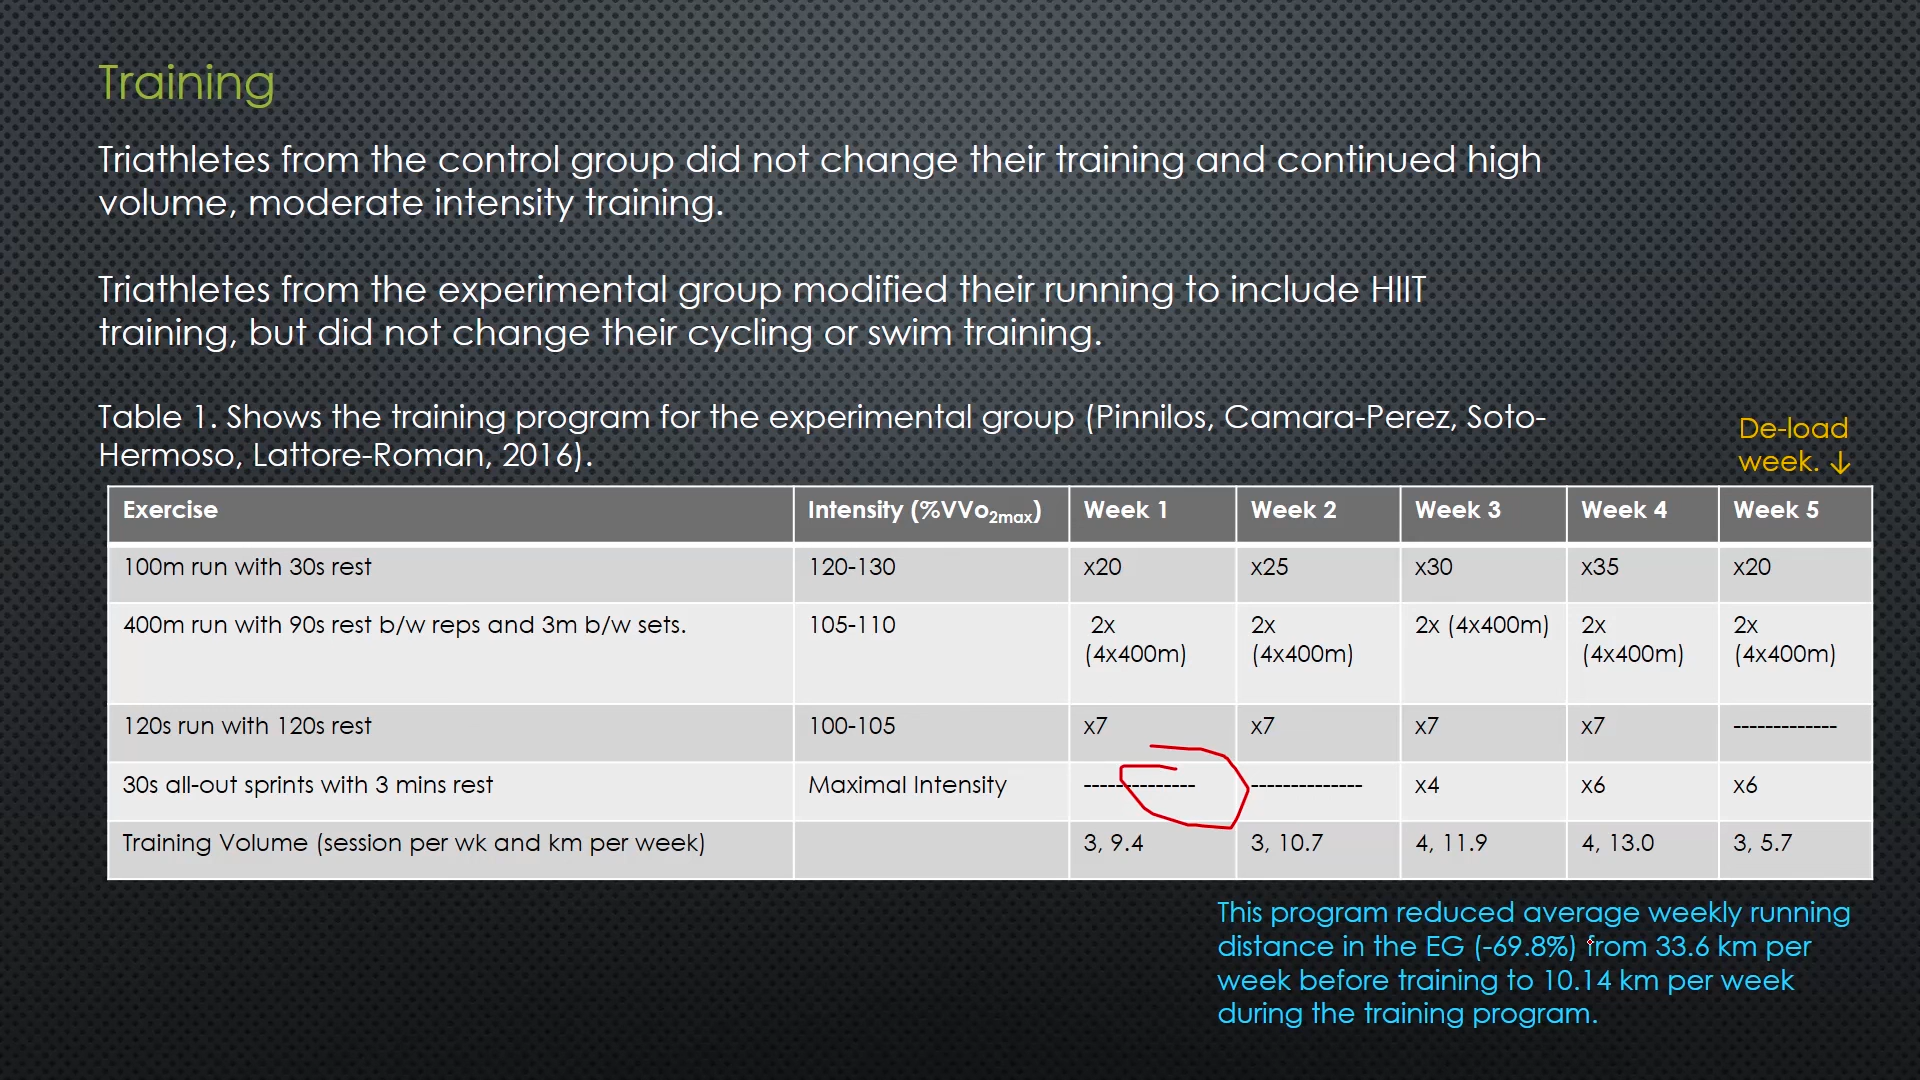 Training
Triathletes from the control group did not change their training and continued high
volume, moderate intensity training.
Triathletes from the experimental group modified their running to include HIIT
training, but did not change their cycling or swim training.
Table 1. Shows the training program for the experimental group (Pinnilos, Camara-Perez, Soto-
Hermoso, Lattore-Roman, 2016).
De-load
week. ↓
Exercise Intensity (%VVo2max) Week 1 Week 2 Week 3 Week 4 Week 5
100m run with 30s rest 120-130 x20 x25 x30 x35 x20
400m run with 90s rest b/w reps and 3m b/w sets. 105-110 2x 2x 2x (4x400m) 2x 2x
(4x400m) (4x400m) (4x400m) (4x400m)
120s run with 120s rest 100-105 x7 x7 x7 x7 -------------
30s all-out sprints with 3 mins rest Maximal Intensity -------------- -------------- x4 x6 x6
Training Volume (session per wk and km per week) 3, 9.4 3, 10.7 4, 11.9 4, 13.0 3, 5.7
This program reduced average weekly running
distance in the EG (-69.8%) from 33.6 km per
week before training to 10.14 km per week
during the training program.